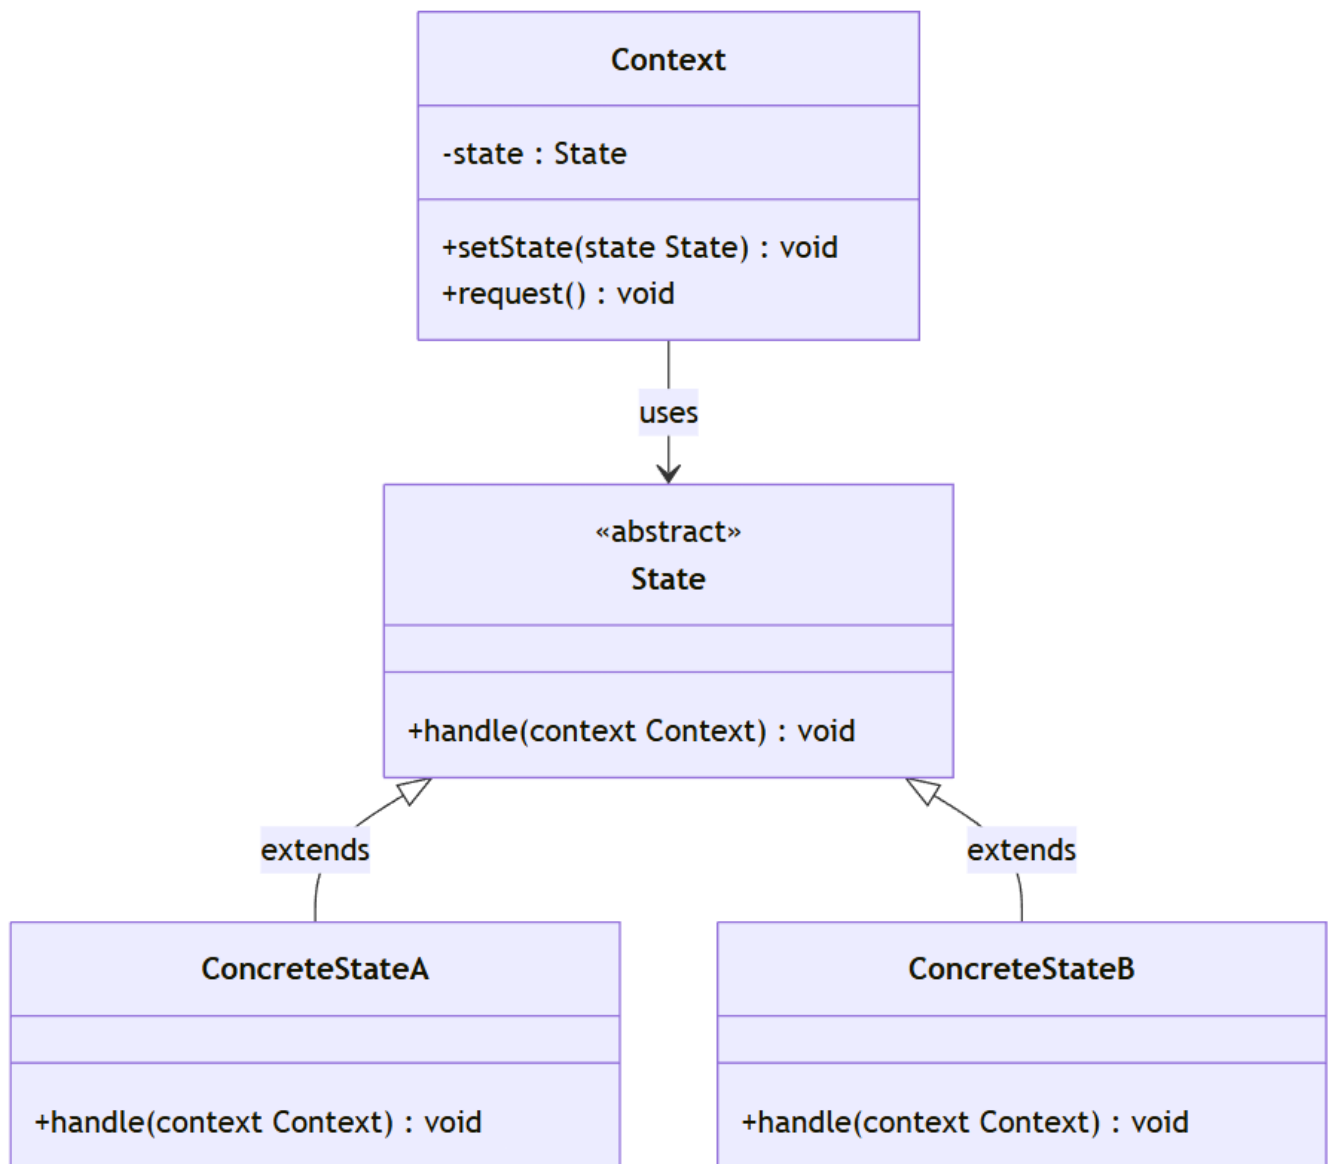 Context
-state : State
+setState(state State) : void
+request() : void
uses
«abstract»
State
+handle(context Context) : void
extends
extends
ConcreteStateA
+handle(context Context) : void
ConcreteStateB
+handle(context Context) : void